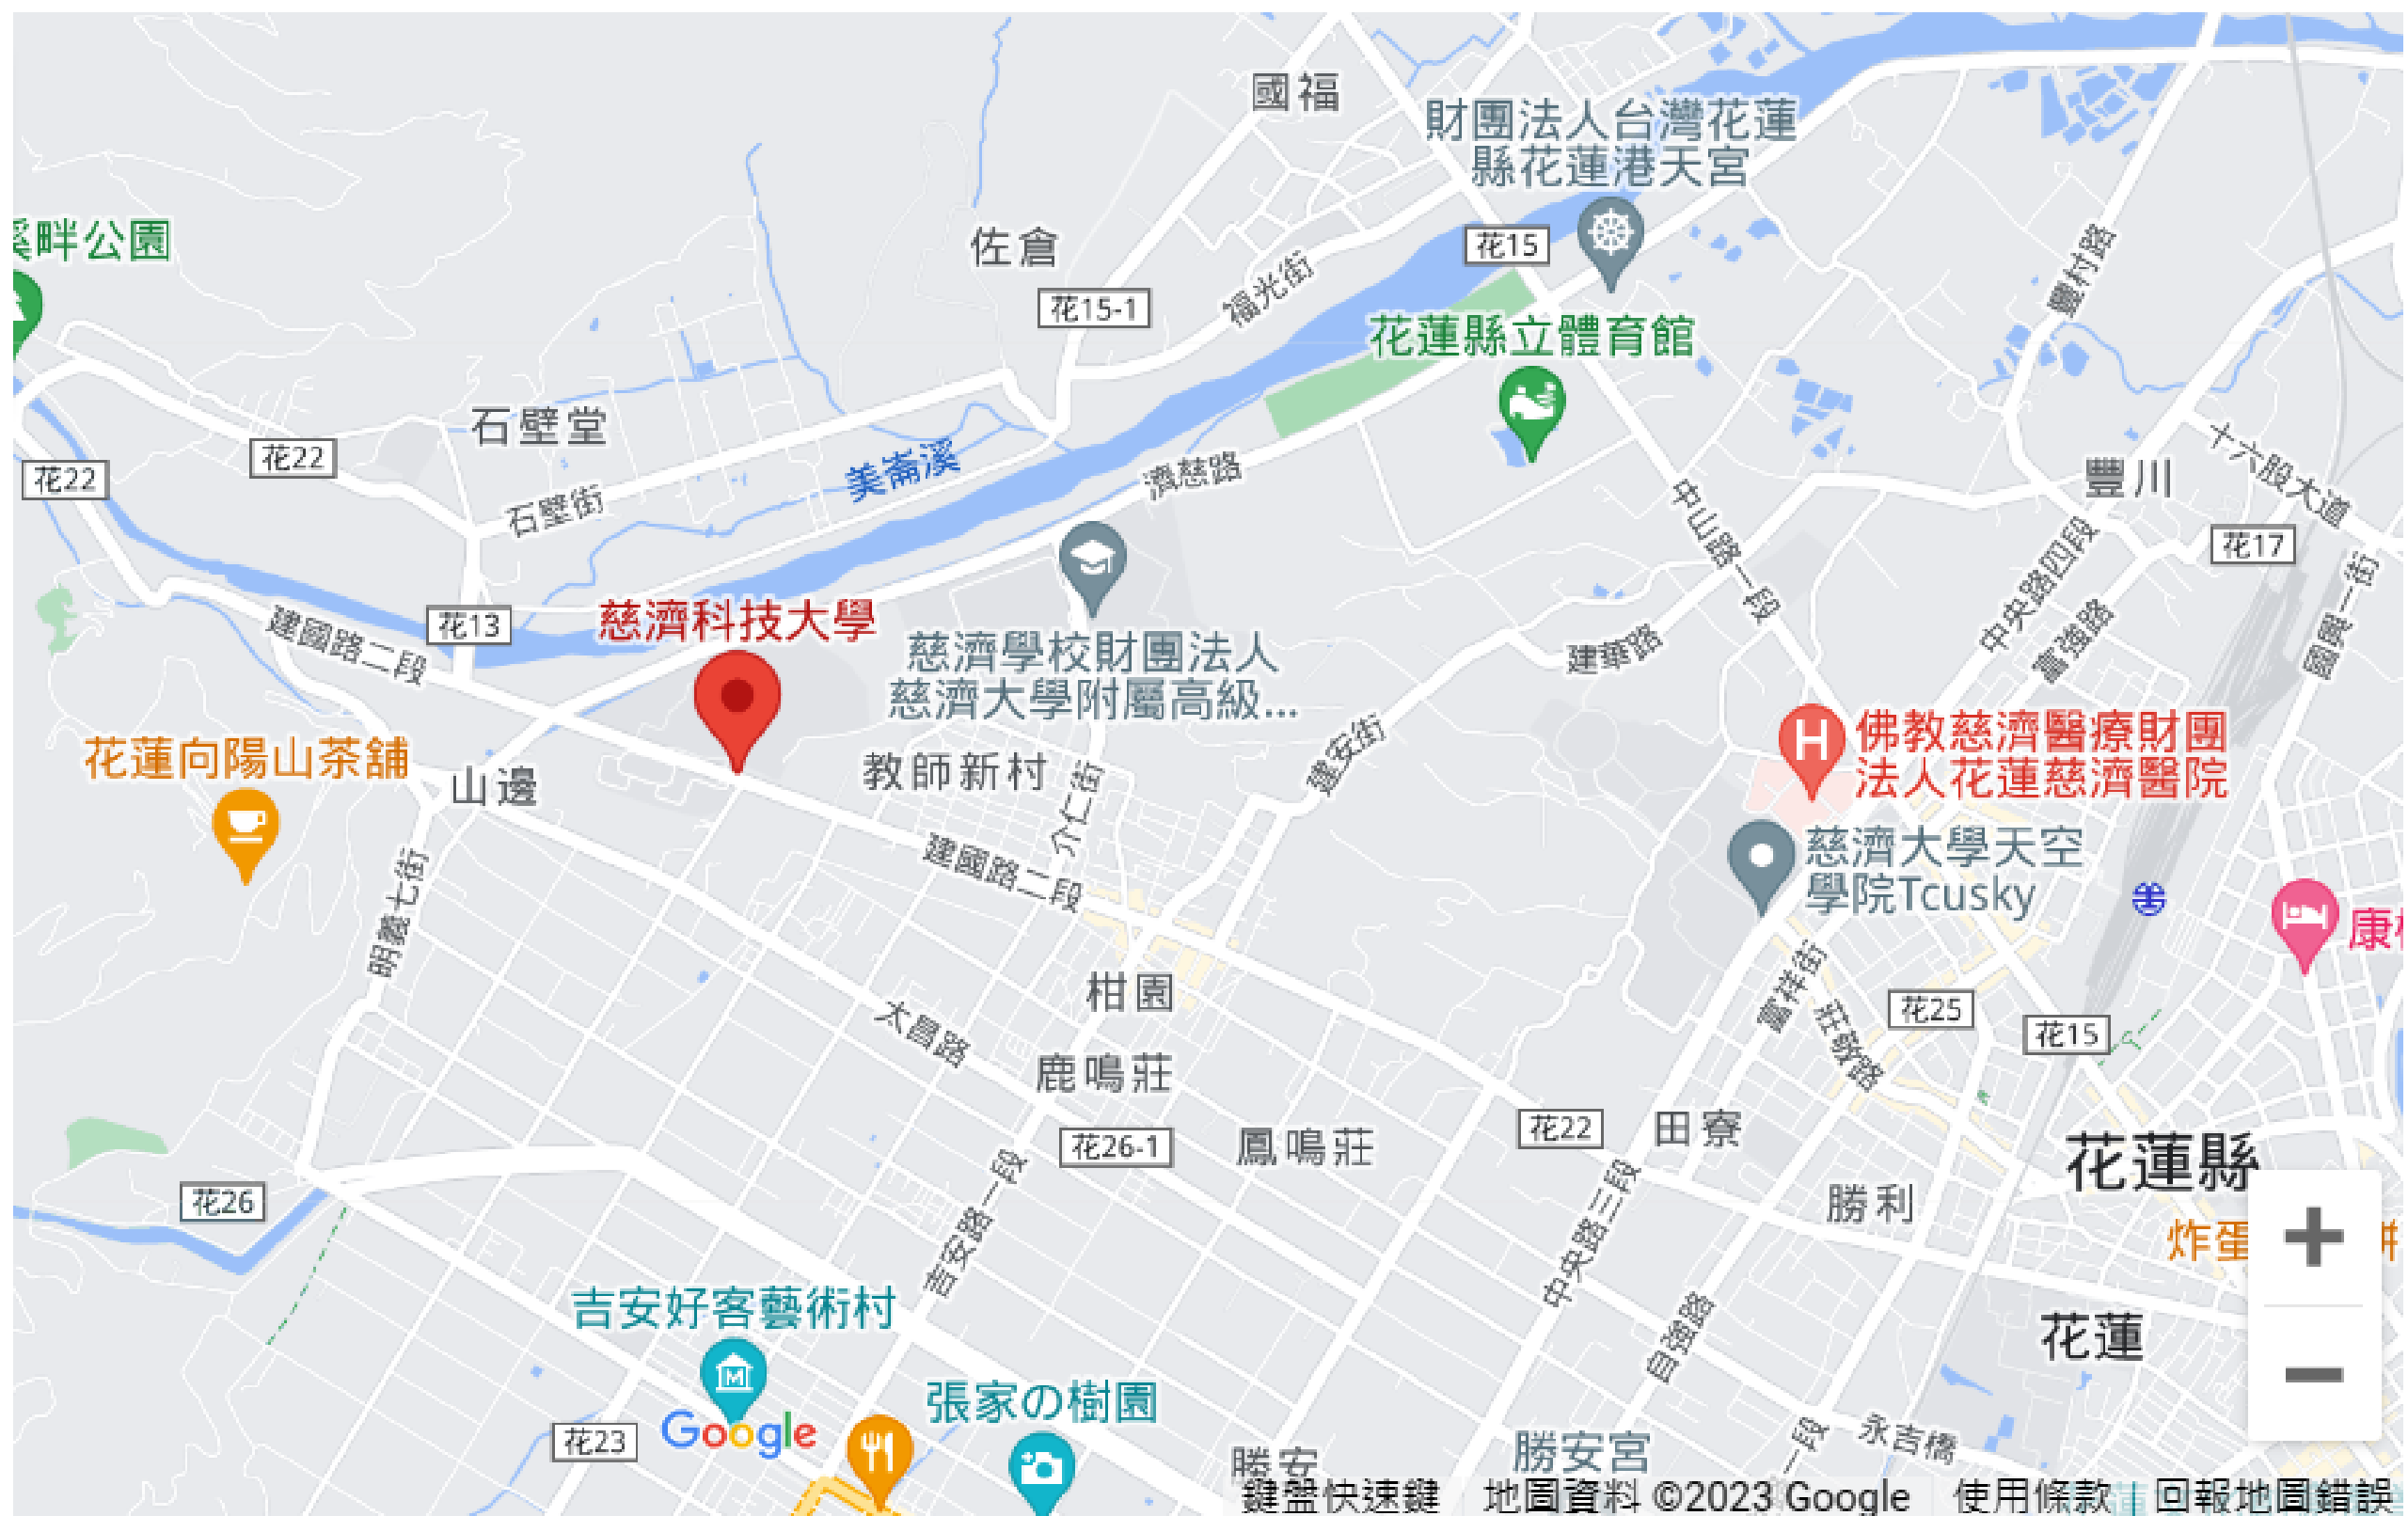 國福
財團法人台灣花蓮
縣花蓮港天宮
溪畔公園
佐倉
花15
豐村路
花15-1
福光街
花蓮縣立體育館
石壁堂
花22
花22
美崙溪
濟慈路
石壁街
十六股大道
豐川
中山路一段
花17
中央路四段
富強路
國興一街
花13
建國路二段
慈濟科技大學
慈濟學校財團法人
慈濟大學附屬高級...
建華路
佛教慈濟醫療財團
法人花蓮慈濟醫院
花蓮向陽山茶舖
山邊
教師新村
建安街
介仁街
建國路二段
慈濟大學天空
學院Tcusky
明義七街
康
柑園
富祥街
莊敬路
花25
花15
太昌路
鹿鳴莊
花26-1
鳳鳴莊
花22
田寮
花蓮縣
花26
吉安路一段
中央路三段
勝利
炸蛋
吉安好客藝術村
自強路
花蓮
張家の樹園
花23
Google
勝安
勝安宮
一段
永吉橋
鍵盤快速鍵
地圖資料 ©2023 Google
使用條款
回報地圖錯誤